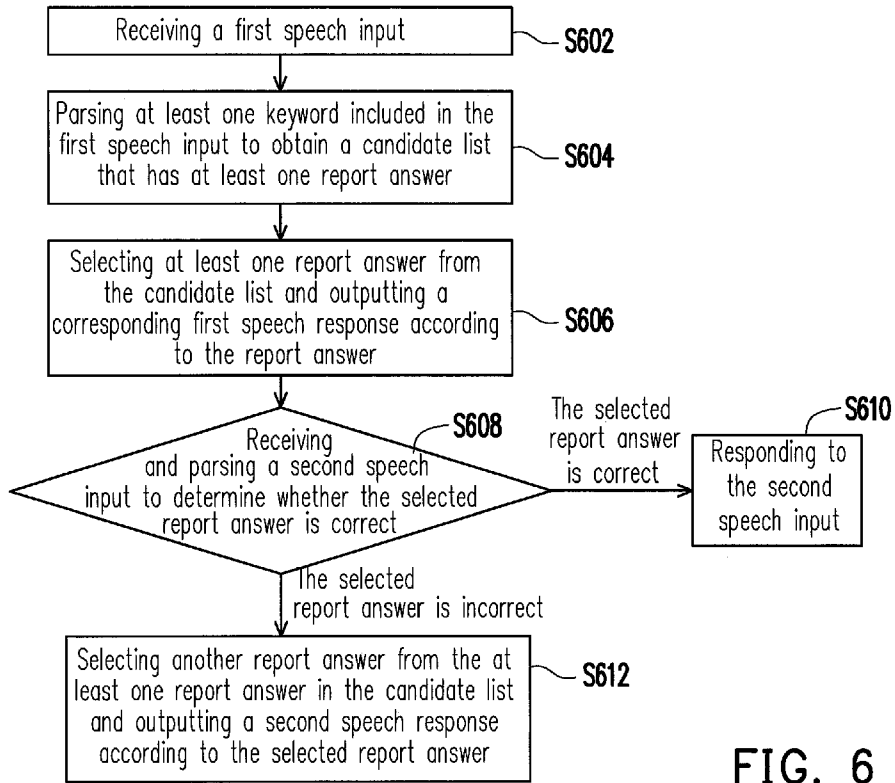 Receiving a first speech input
S602
Parsing at least one keyword included in the
first speech input to obtain a candidate list
that has at least one report answer
S604
Selecting at least one report answer from
the candidate list and outputting a
corresponding first speech response according
to the report answer
S606
Receiving
and parsing a second speech
input to determine whether the selected
report answer is correct
S608
The selected
report answer
is correct
S610
Responding to
the second
speech input
The selected
report answer is incorrect
Selecting another report answer from the at
least one report answer in the candidate list
and outputting a second speech response
according to the selected report answer
S612
FIG. 6